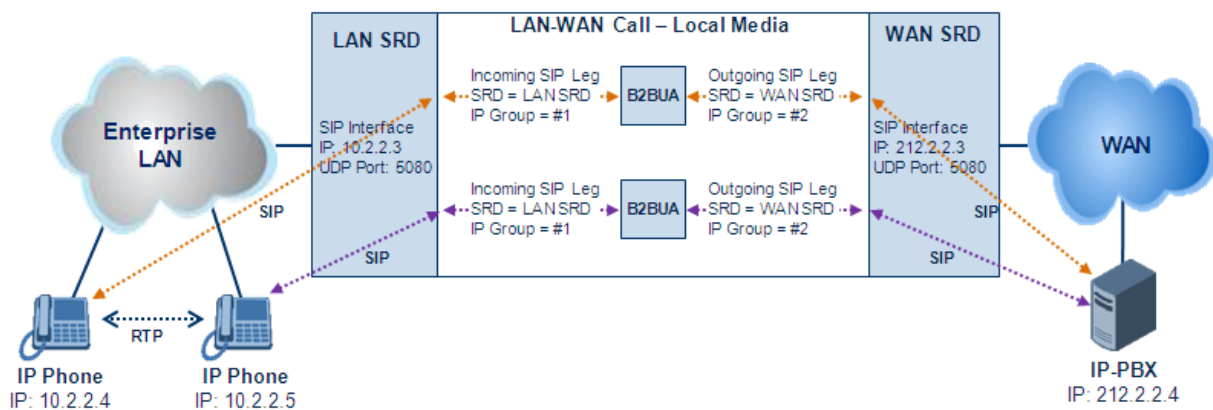 LAN SRD
LAN-WAN Call – Local Media
WAN SRD
Incoming SIP Leg
SRD = LAN SRD
IP Group = #1
B2BUA
Outgoing SIP Leg
SRD = WAN SRD
IP Group = #2
Enterprise
LAN
SIP Interface
IP: 10.2.2.3
UDP Port: 5080
SIP Interface
IP: 212.2.2.3
UDP Port: 5080
WAN
Incoming SIP Leg
SRD = LAN SRD
IP Group = #1
B2BUA
Outgoing SIP Leg
SRD = WAN SRD
IP Group = #2
SIP
SIP
SIP
SIP
RTP
IP Phone
IP: 10.2.2.4
IP Phone
IP: 10.2.2.5
IP-PBX
IP: 212.2.2.4